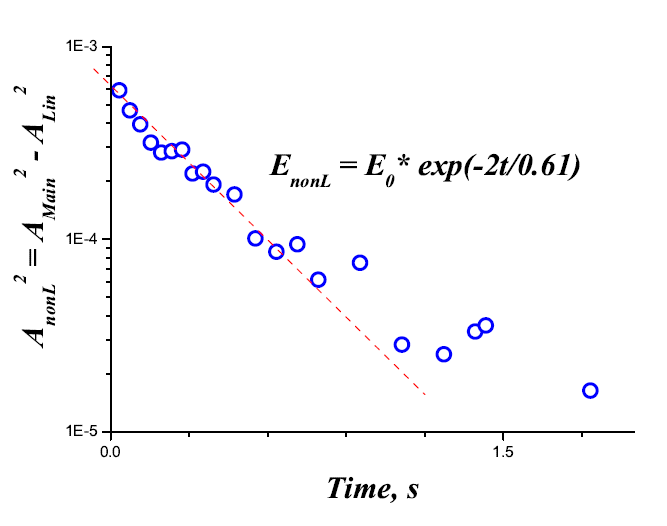 1E-3
A_nonL^2 = A_Main^2 - A_Lin^2
E_nonL = E_0* exp(-2t/0.61)
1E-4
1E-5
0.0 1.5
Time, s